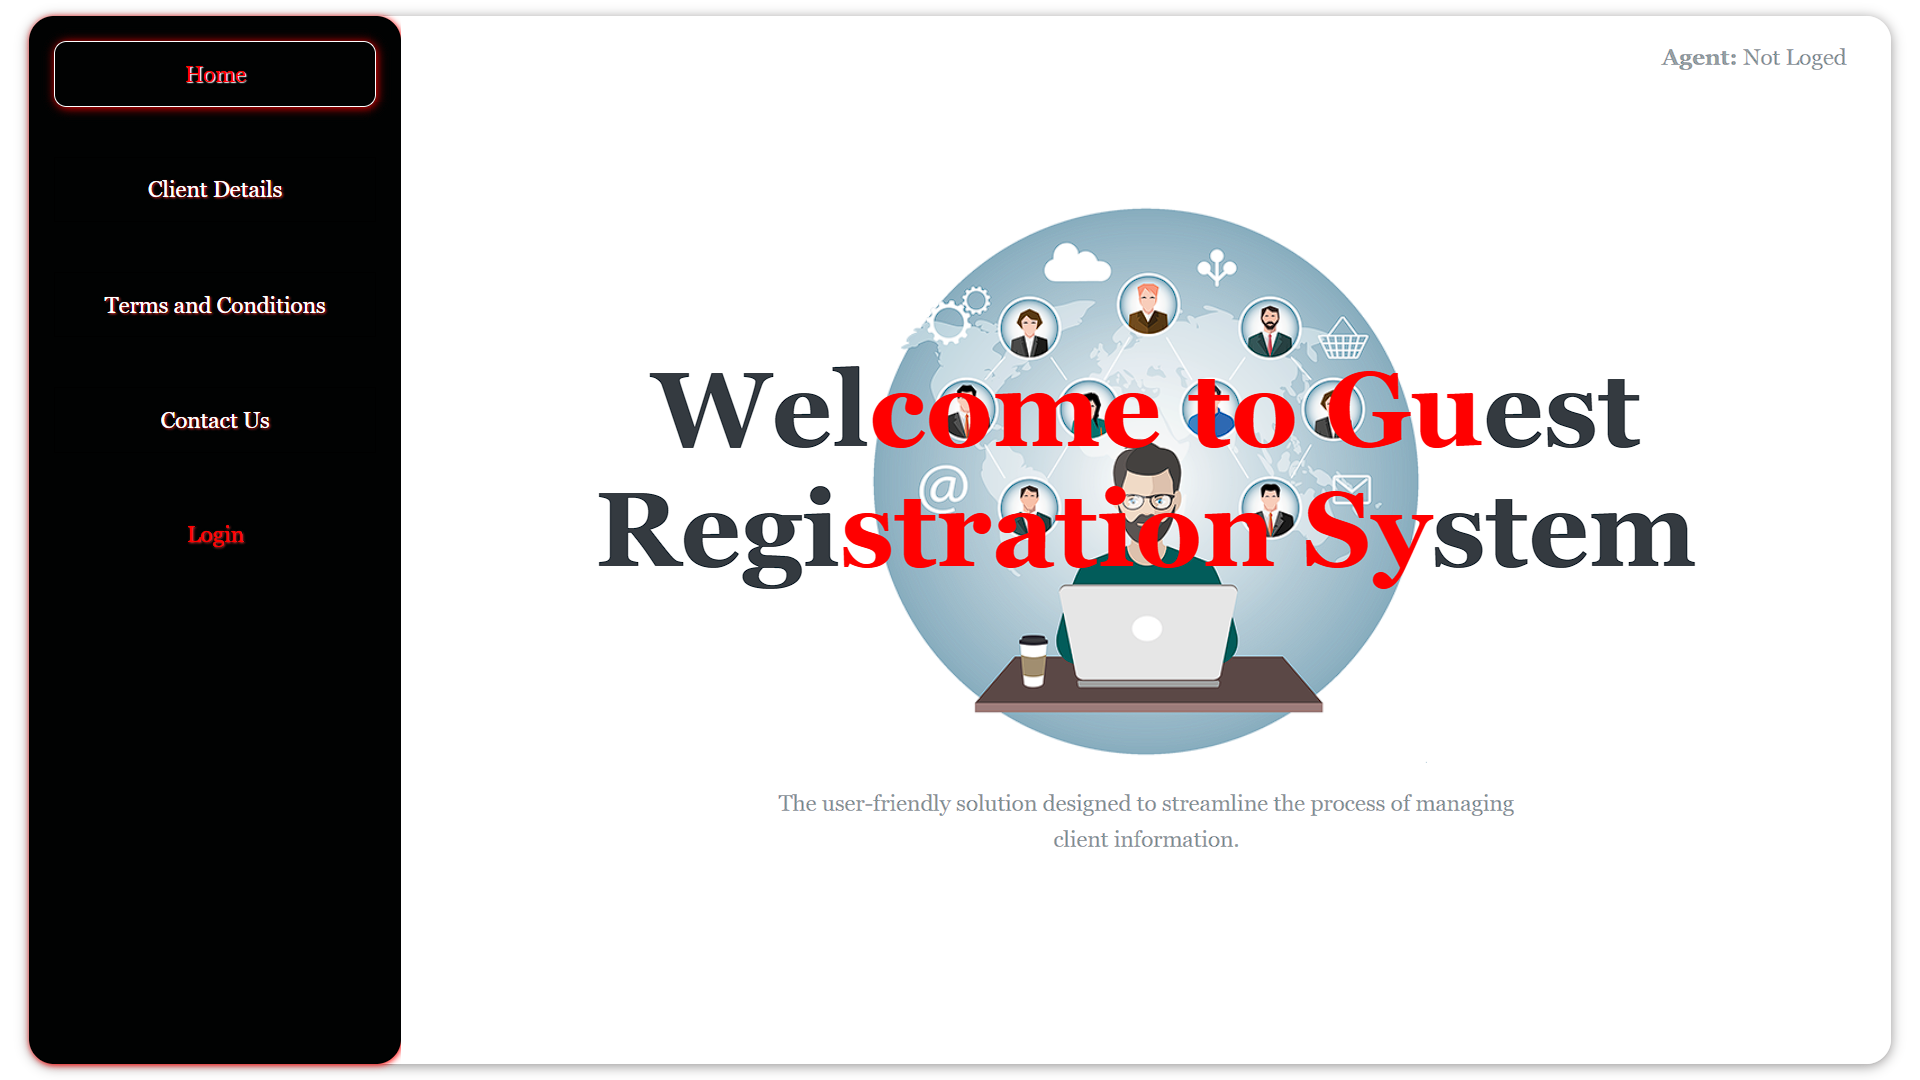 Home
Client Details
Terms and Conditions
Contact Us
Login
Agent: Not Loged
Welcome to Guest
Registration System
@
The user-friendly solution designed to streamline the process of managing
client information.